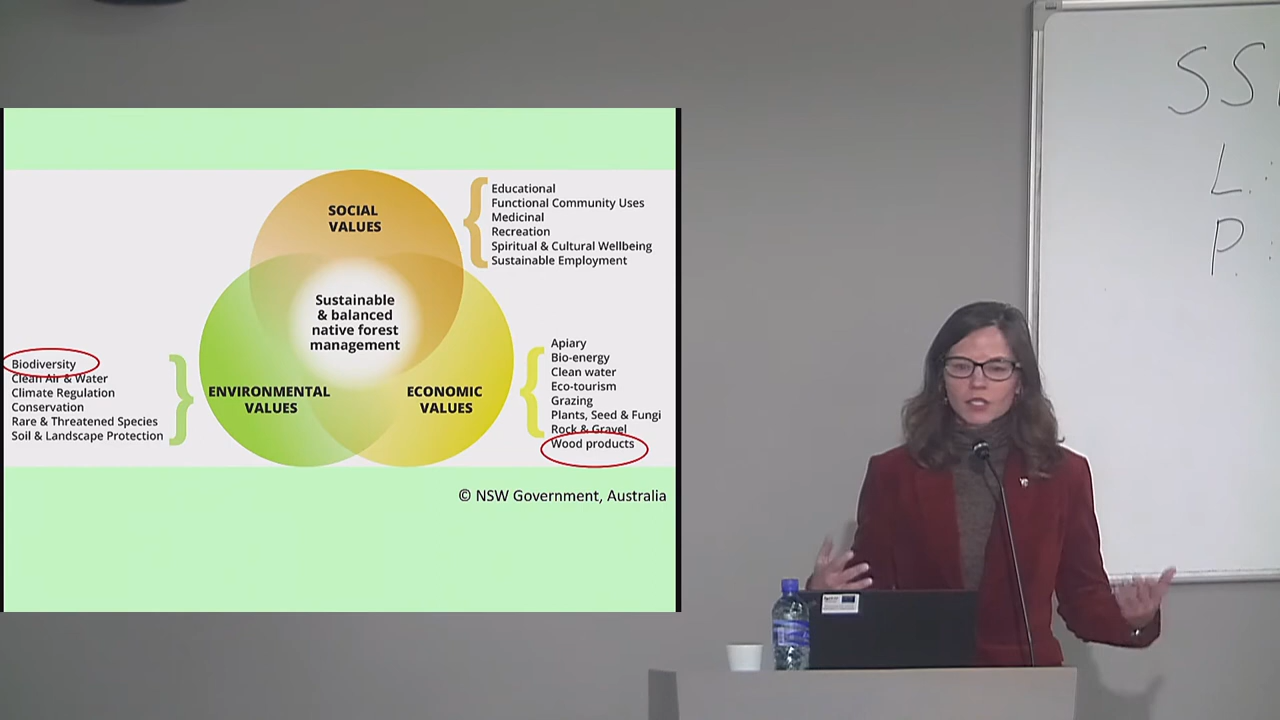 SOCIAL
VALUES
Educational
Functional Community Uses
Medicinal
Recreation
Spiritual & Cultural Wellbeing
Sustainable Employment
Sustainable
& balanced
native forest
management
Biodiversity
Clean Air & Water
Climate Regulation
Conservation
Rare & Threatened Species
Soil & Landscape Protection
ENVIRONMENTAL
VALUES
ECONOMIC
VALUES
Apiary
Bio-energy
Clean water
Eco-tourism
Grazing
Plants, Seed & Fungi
Rock & Gravel
Wood products
© NSW Government, Australia
SS
L.
P.